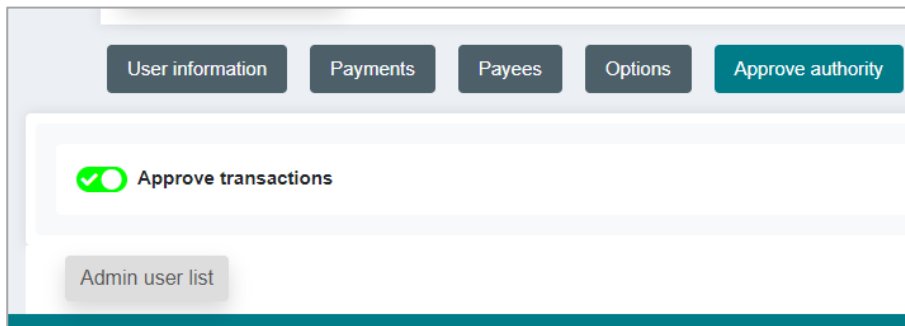 User information Payments Payees Options Approve authority
Approve transactions
Admin user list